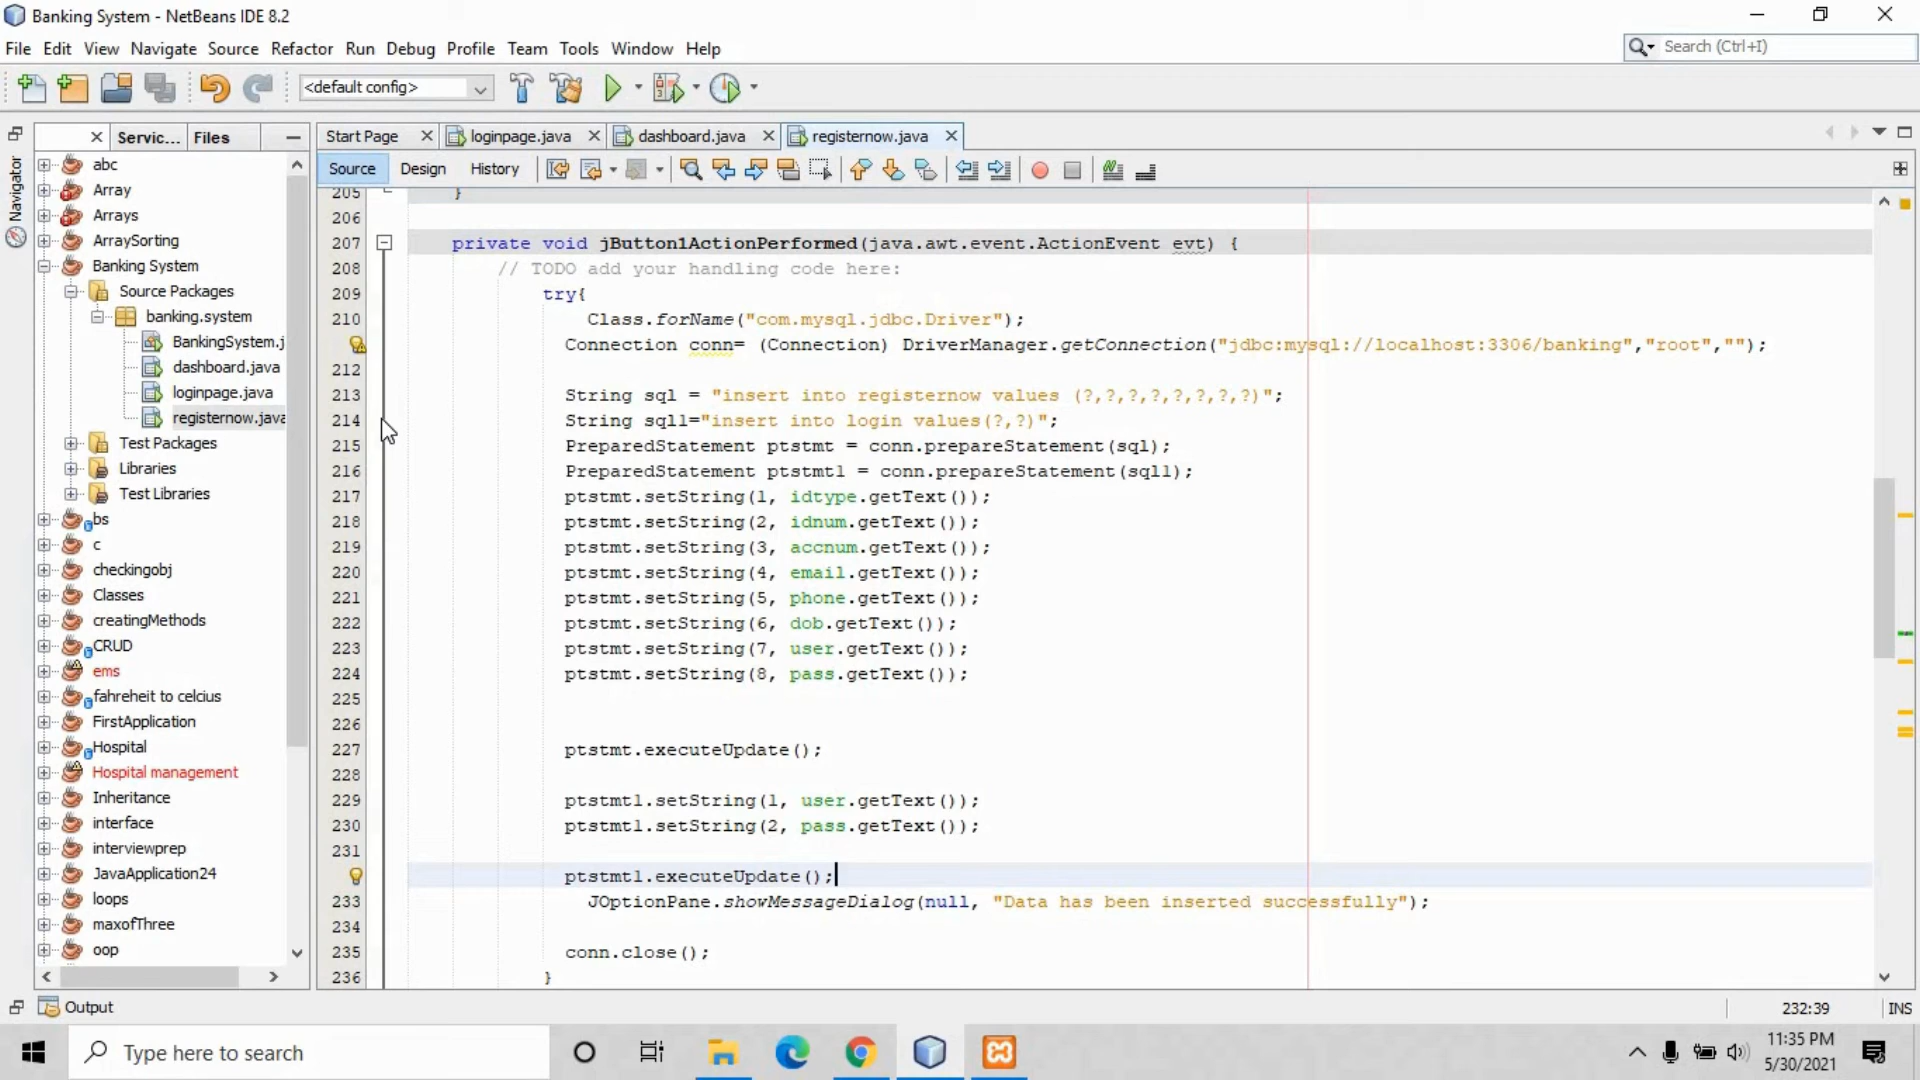 Banking System - NetBeans IDE 8.2
File Edit View Navigate Source Refactor Run Debug Profile Team Tools Window Help
Search (Ctrl+I)
<default config>
Servic... Files
Start Page loginpage.java dashboard.java registernow.java
Source Design History
Navigator
abc
Array
Arrays
ArraySorting
Banking System
Source Packages
banking.system
BankingSystem.j
dashboard.java
loginpage.java
registernow.java
Test Packages
Libraries
Test Libraries
bs
c
checkingobj
Classes
creatingMethods
CRUD
ems
fahreheit to celcius
FirstApplication
Hospital
Hospital management
Inheritance
interface
interviewprep
JavaApplication24
loops
maxofThree
oop
205 }
206
207 private void jButton1ActionPerformed(java.awt.event.ActionEvent evt) {
208 // TODO add your handling code here:
209 try{
210 Class.forName("com.mysql.jdbc.Driver");
Connection conn= (Connection) DriverManager.getConnection("jdbc:mysql://localhost:3306/banking","root","");
212
213 String sql = "insert into registernow values (?,?,?,?,?,?,?,?)";
214 String sql1="insert into login values(?,?)";
215 PreparedStatement ptstmt = conn.prepareStatement(sql);
216 PreparedStatement ptstmt1 = conn.prepareStatement(sql1);
217 ptstmt.setString(1, idtype.getText());
218 ptstmt.setString(2, idnum.getText());
219 ptstmt.setString(3, accnum.getText());
220 ptstmt.setString(4, email.getText());
221 ptstmt.setString(5, phone.getText());
222 ptstmt.setString(6, dob.getText());
223 ptstmt.setString(7, user.getText());
224 ptstmt.setString(8, pass.getText());
225
226
227 ptstmt.executeUpdate();
228
229 ptstmt1.setString(1, user.getText());
230 ptstmt1.setString(2, pass.getText());
231
ptstmt1.executeUpdate();
233 JOptionPane.showMessageDialog(null, "Data has been inserted successfully");
234
235 conn.close();
236 }
Output
232:39 INS
Type here to search
11:35 PM
5/30/2021